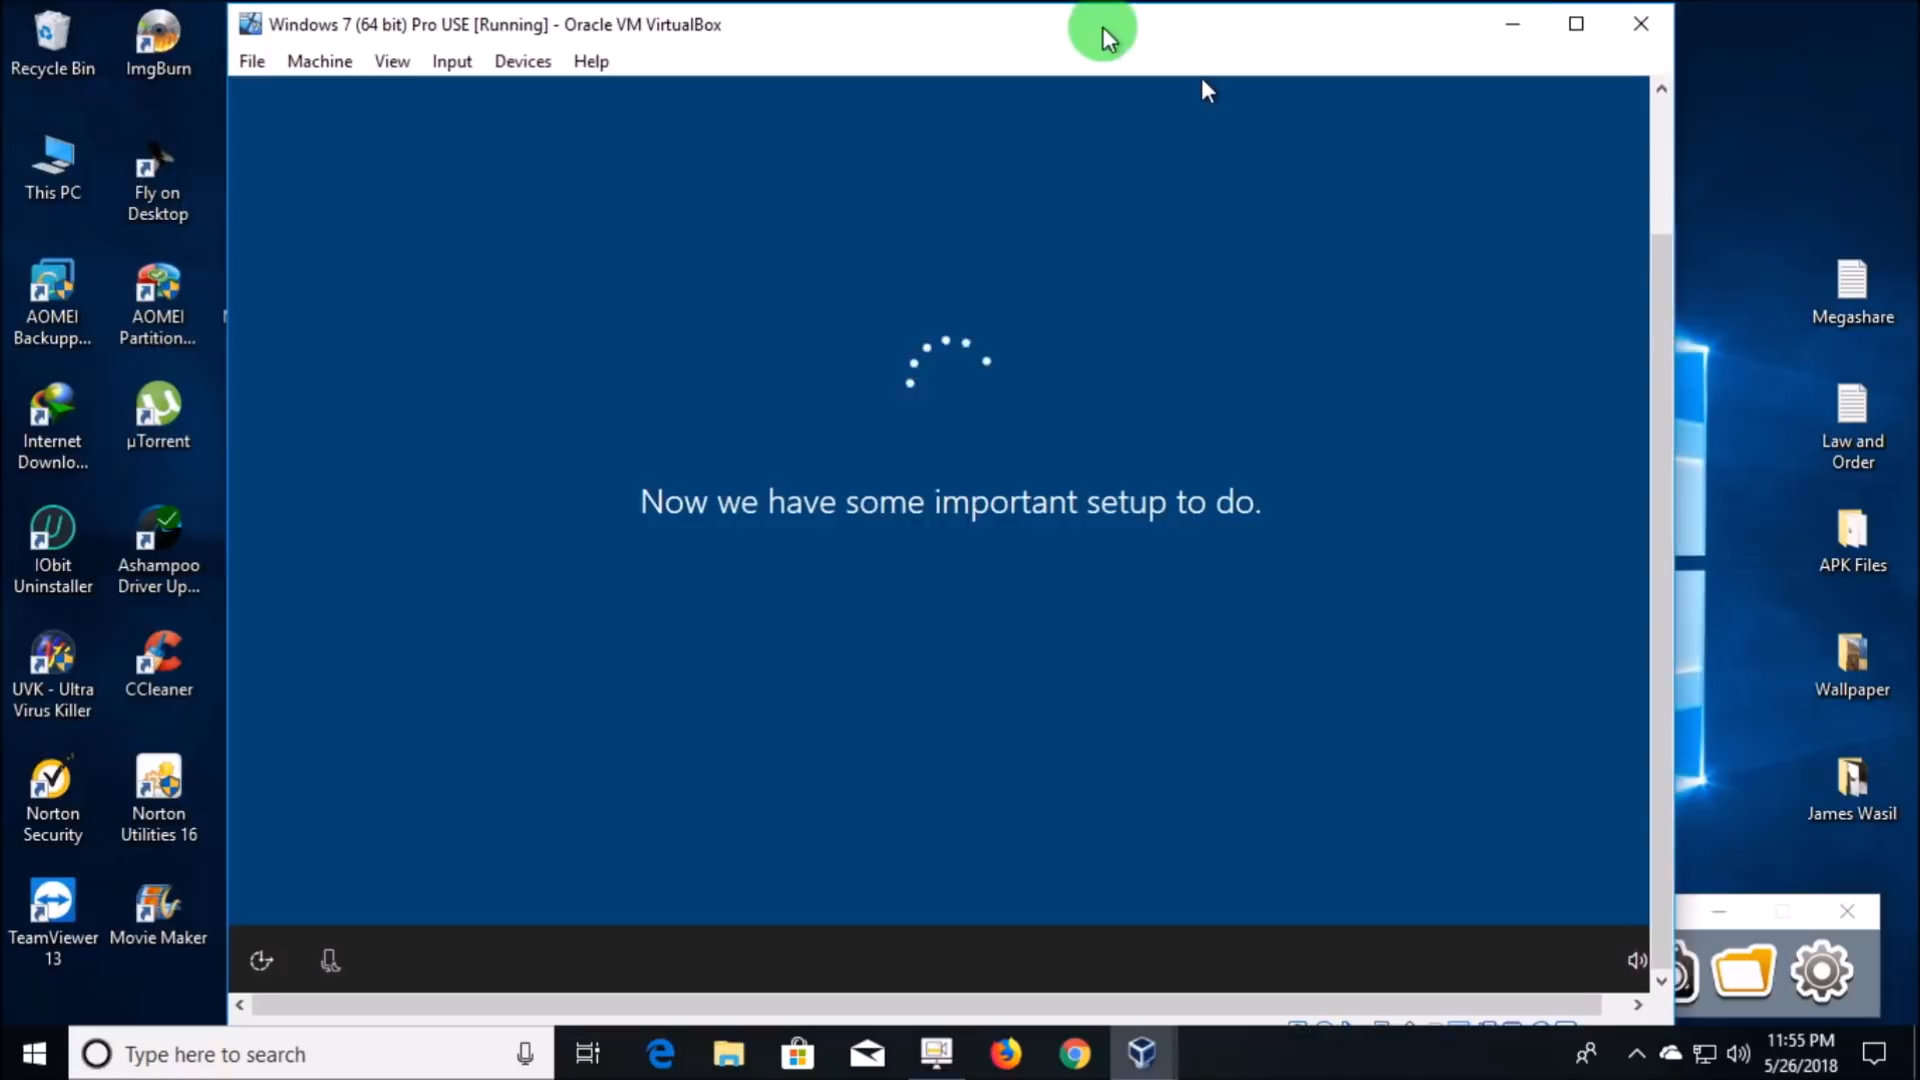 Windows 7 (64 bit) Pro USE [Running] - Oracle VM VirtualBox
File Machine View Input Devices Help
Now we have some important setup to do.
Recycle Bin
ImgBurn
This PC
Fly on
Desktop
AOMEI
Backupp...
AOMEI
Partition...
Internet
Downlo...
µTorrent
IObit
Uninstaller
Ashampoo
Driver Up...
UVK - Ultra
Virus Killer
CCleaner
Norton
Security
Norton
Utilities 16
TeamViewer
13
Movie Maker
Megashare
Law and
Order
APK Files
Wallpaper
James Wasil
Type here to search
11:55 PM
5/26/2018